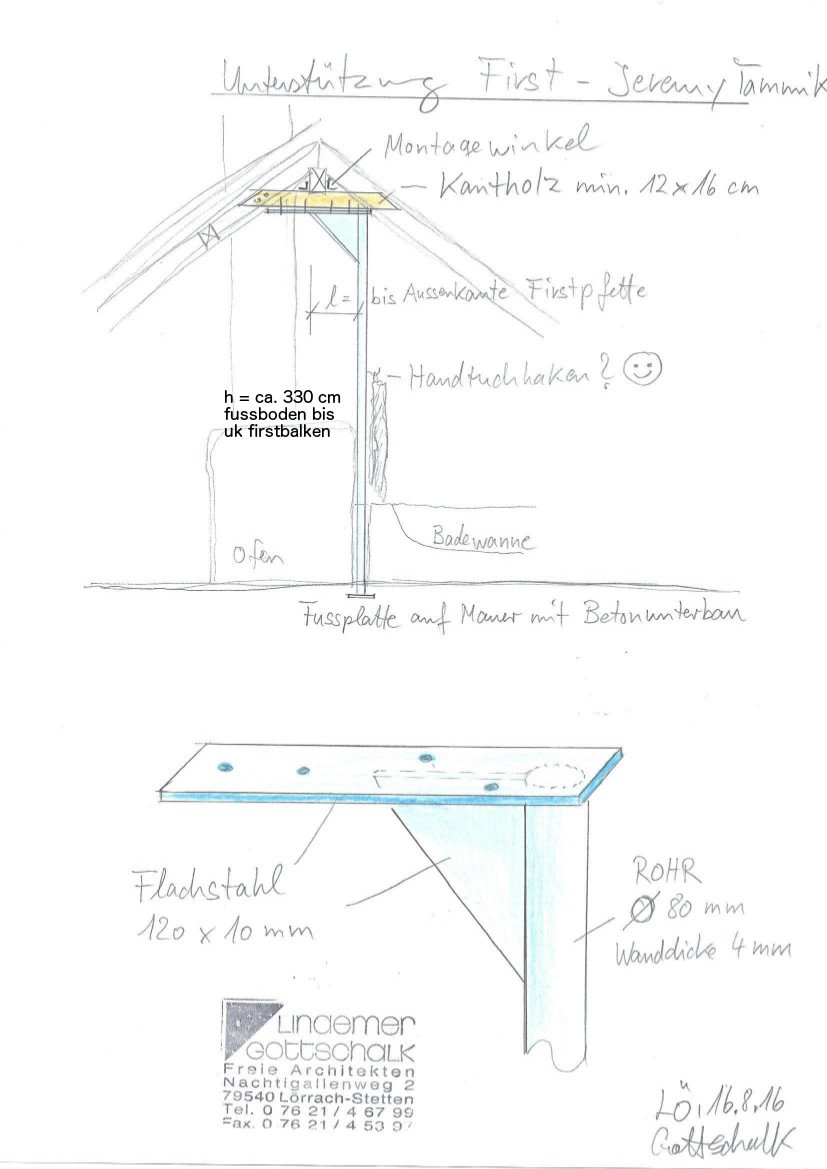 Unterstützung First - Jeremy Tammik
Montagewinkel
Kantholz min. 12 x 16 cm
l = bis Aussenkante Firstpfette
Handtuchhaken ?
h = ca. 330 cm
fussboden bis
uk firstbalken
Ofen
Badewanne
Fussplatte auf Mauer mit Betonunterbau
Flachstahl
120 x 10 mm
ROHR
Ø 80 mm
Wanddicke 4 mm
LINDEMER
GOTTSCHALK
Freie Architekten
Nachtigallenweg 2
79540 Lörrach-Stetten
Tel. 0 76 21 / 4 67 99
Fax. 0 76 21 / 4 53
LÖ, 16.8.16
Gottschalk